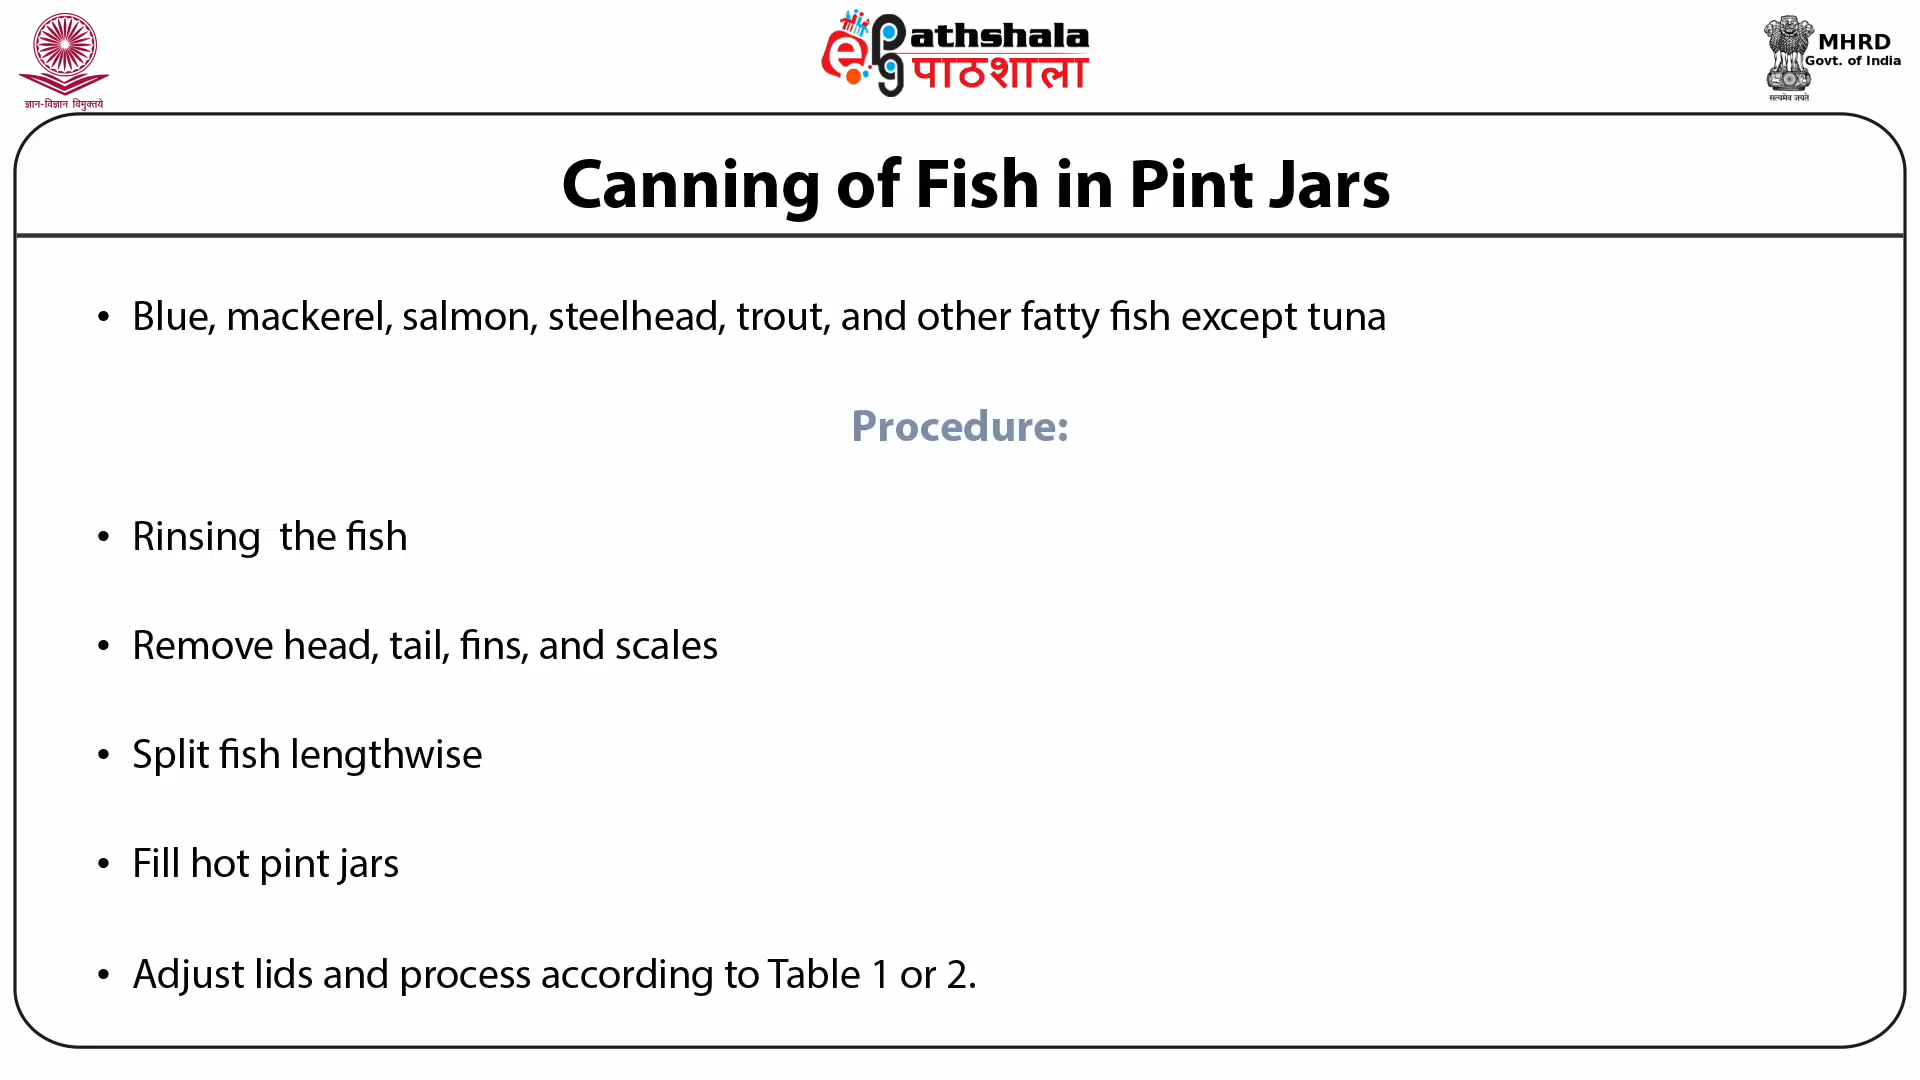 ज्ञान-विज्ञान विमुक्तये
ePathshala
पाठशाला
MHRD
Govt. of India
सत्यमेव जयते
Canning of Fish in Pint Jars
• Blue, mackerel, salmon, steelhead, trout, and other fatty fish except tuna
Procedure:
• Rinsing the fish
• Remove head, tail, fins, and scales
• Split fish lengthwise
• Fill hot pint jars
• Adjust lids and process according to Table 1 or 2.